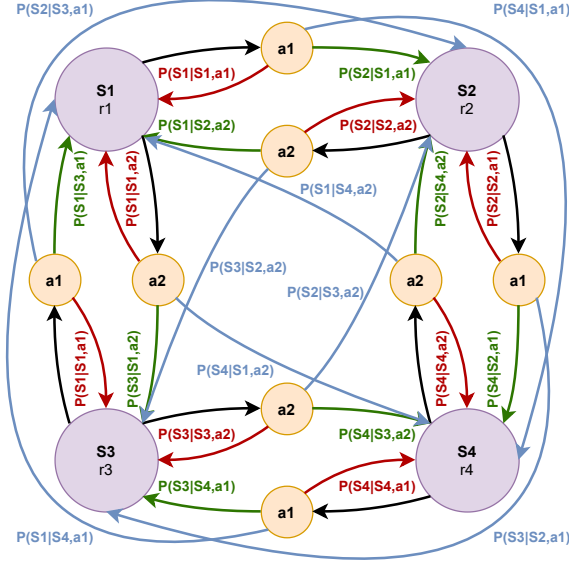 P(S2|S3,a1)
P(S4|S1,a1)
a1
P(S1|S1,a1)
P(S2|S1,a1)
S1
r1
S2
r2
P(S1|S2,a2)
P(S2|S2,a2)
a2
P(S1|S3,a1)
P(S1|S1,a2)
P(S1|S4,a2)
P(S2|S4,a2)
P(S2|S2,a1)
P(S3|S2,a2)
P(S2|S3,a2)
a1
a2
a2
a1
P(S1|S1,a1)
P(S3|S1,a2)
P(S4|S1,a2)
P(S4|S4,a2)
P(S4|S2,a1)
a2
P(S3|S3,a2)
P(S4|S3,a2)
S3
r3
S4
r4
P(S3|S4,a1)
P(S4|S4,a1)
a1
P(S1|S4,a1)
P(S3|S2,a1)